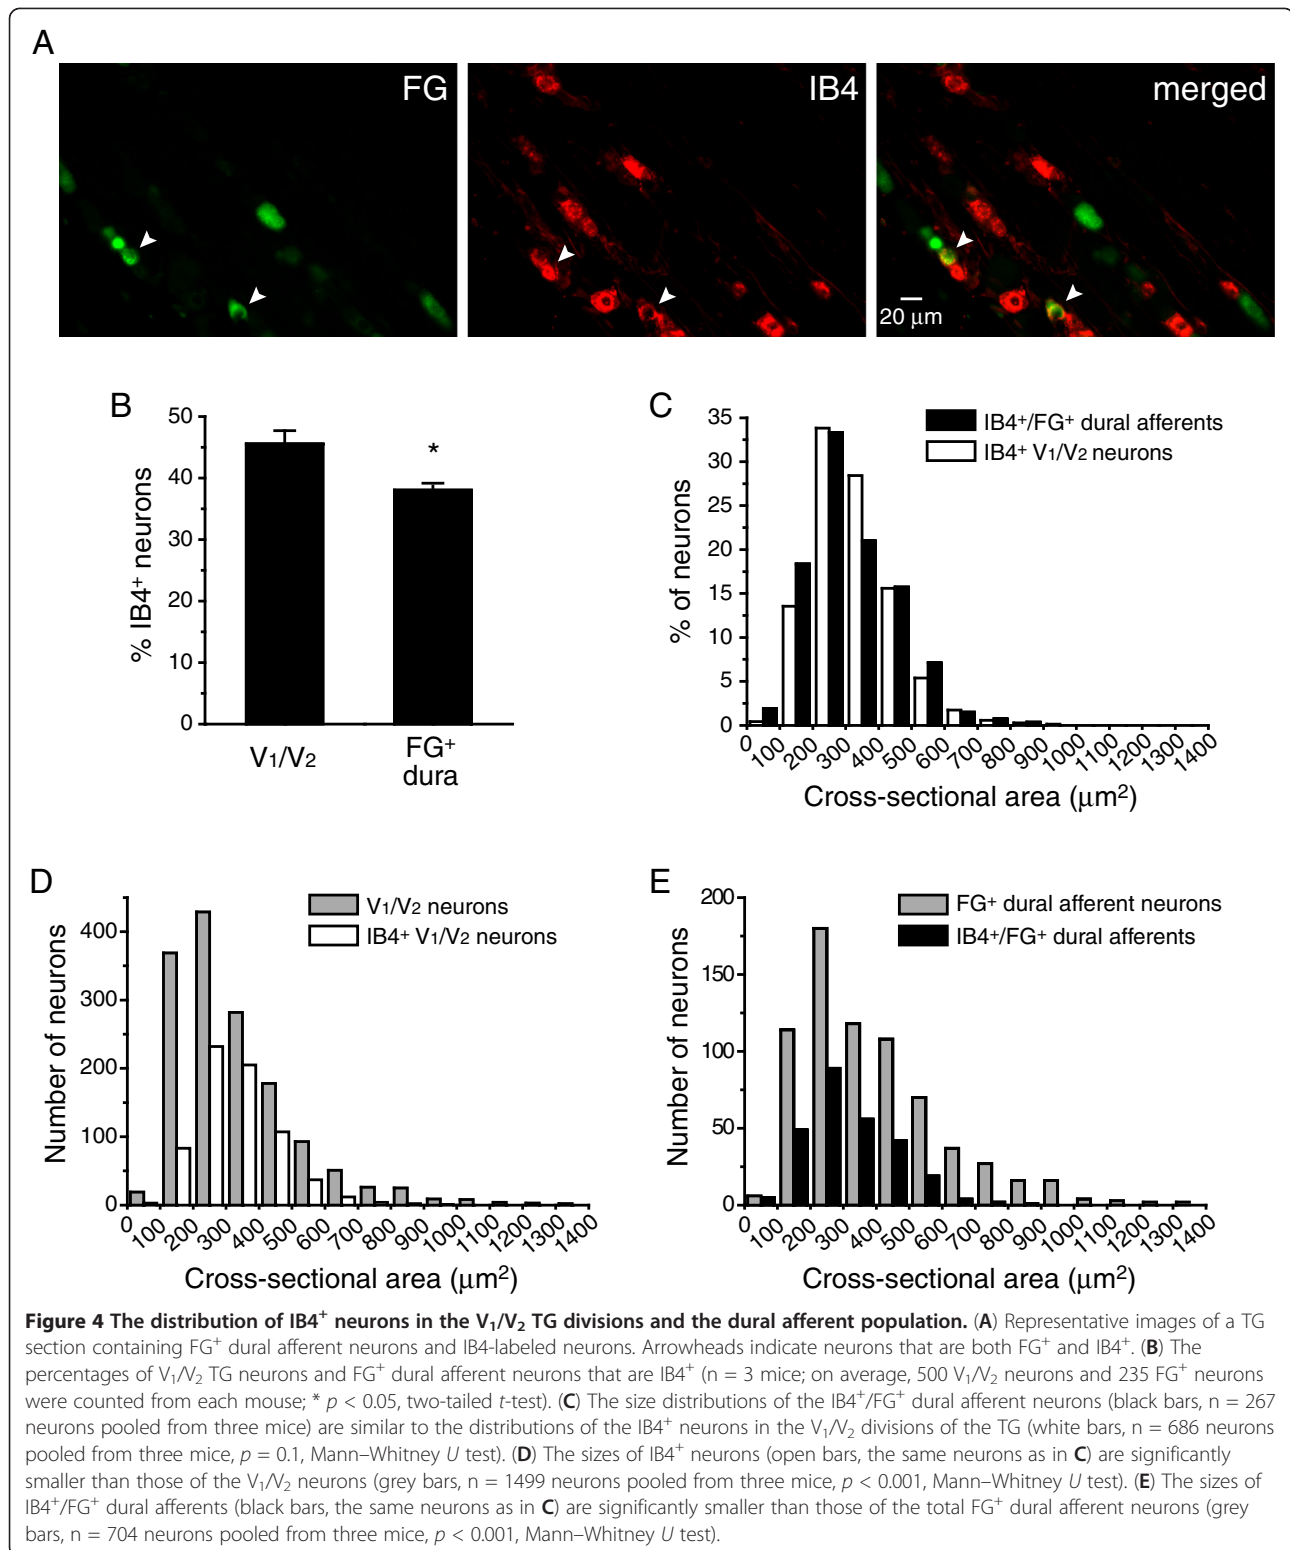 A
FG
IB4
merged
20 μm
B
% IB4⁺ neurons
50
40
30
20
10
0
*
V₁/V₂
FG⁺
dura
C
% of neurons
35
30
25
20
15
10
5
0
IB4⁺/FG⁺ dural afferents
IB4⁺ V₁/V₂ neurons
0 100 200 300 400 500 600 700 800 900 1000 1100 1200 1300 1400
Cross-sectional area (μm²)
D
Number of neurons
400
300
200
100
0
V₁/V₂ neurons
IB4⁺ V₁/V₂ neurons
0 100 200 300 400 500 600 700 800 900 1000 1100 1200 1300 1400
Cross-sectional area (μm²)
E
Number of neurons
200
150
100
50
0
FG⁺ dural afferent neurons
IB4⁺/FG⁺ dural afferents
0 100 200 300 400 500 600 700 800 900 1000 1100 1200 1300 1400
Cross-sectional area (μm²)
Figure 4 The distribution of IB4⁺ neurons in the V₁/V₂ TG divisions and the dural afferent population. (A) Representative images of a TG
section containing FG⁺ dural afferent neurons and IB4-labeled neurons. Arrowheads indicate neurons that are both FG⁺ and IB4⁺. (B) The
percentages of V₁/V₂ TG neurons and FG⁺ dural afferent neurons that are IB4⁺ (n = 3 mice; on average, 500 V₁/V₂ neurons and 235 FG⁺ neurons
were counted from each mouse; * p < 0.05, two-tailed t-test). (C) The size distributions of the IB4⁺/FG⁺ dural afferent neurons (black bars, n = 267
neurons pooled from three mice) are similar to the distributions of the IB4⁺ neurons in the V₁/V₂ divisions of the TG (white bars, n = 686 neurons
pooled from three mice, p = 0.1, Mann–Whitney U test). (D) The sizes of IB4⁺ neurons (open bars, the same neurons as in C) are significantly
smaller than those of the V₁/V₂ neurons (grey bars, n = 1499 neurons pooled from three mice, p < 0.001, Mann–Whitney U test). (E) The sizes of
IB4⁺/FG⁺ dural afferents (black bars, the same neurons as in C) are significantly smaller than those of the total FG⁺ dural afferent neurons (grey
bars, n = 704 neurons pooled from three mice, p < 0.001, Mann–Whitney U test).